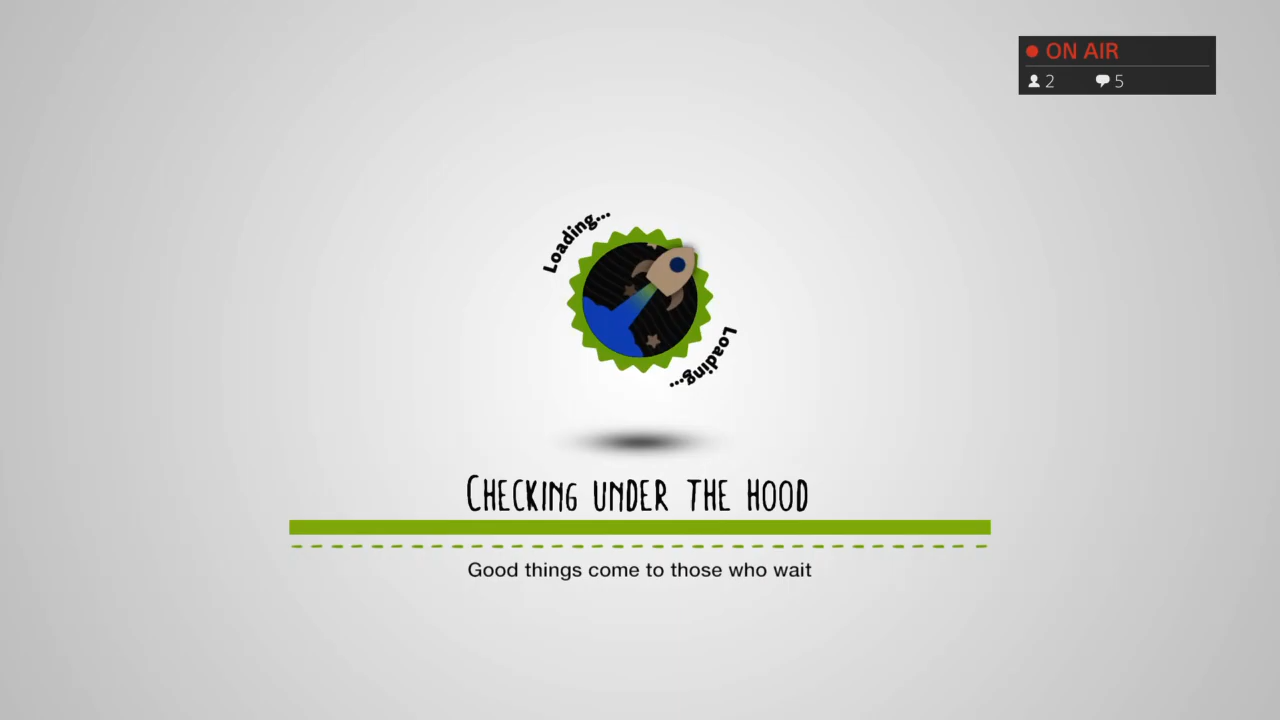 ON AIR
2 5
Loading...
Loading...
Checking under the hood
Good things come to those who wait